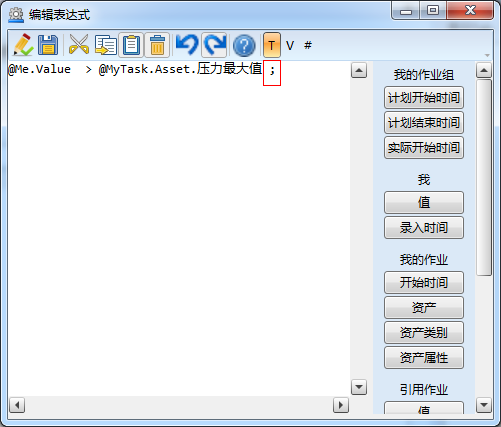 编辑表达式
T V #
@Me.Value  > @MyTask.Asset.压力最大值 ;
我的作业组
计划开始时间
计划结束时间
实际开始时间
我
值
录入时间
我的作业
开始时间
资产
资产类别
资产属性
引用作业
值